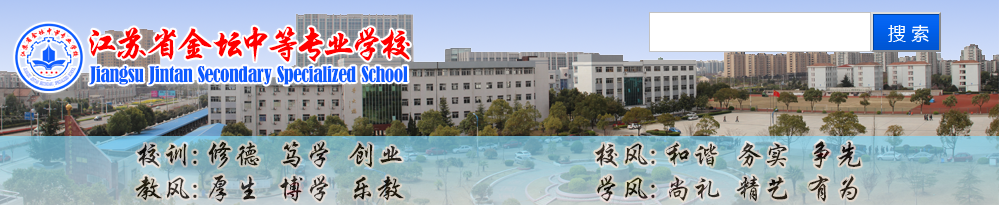 江苏省金坛中等专业学校
Jiangsu Jintan Secondary Specialized School
搜索
校训：修德 笃学 创业
校风：和谐 务实 争先
教风：厚生 博学 乐教
学风：尚礼 精艺 有为